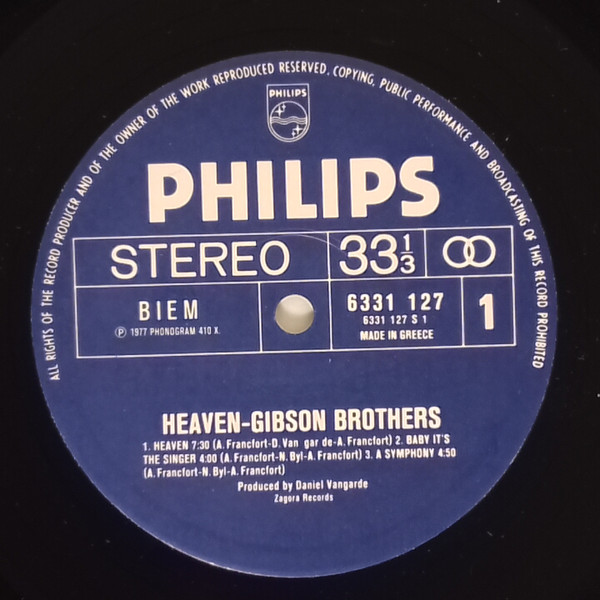 ALL RIGHTS OF THE RECORD PRODUCER AND OF THE OWNER OF THE WORK REPRODUCED RESERVED. COPYING, PUBLIC PERFORMANCE AND BROADCASTING OF THIS RECORD PROHIBITED
PHILIPS
PHILIPS
STEREO 33 1/3
BIEM 6331 127 1
Ⓟ 1977 PHONOGRAM 410 X. 6331 127 S 1
MADE IN GREECE
HEAVEN-GIBSON BROTHERS
1. HEAVEN 7:30 (A. Francfort-D. Van gar de-A. Francfort) 2. BABY IT'S
THE SINGER 4:00 (A. Francfort-N. Byl-A. Francfort) 3. A SYMPHONY 4:50
(A. Francfort-N. Byl-A. Francfort)
Produced by Daniel Vangarde
Zagora Records